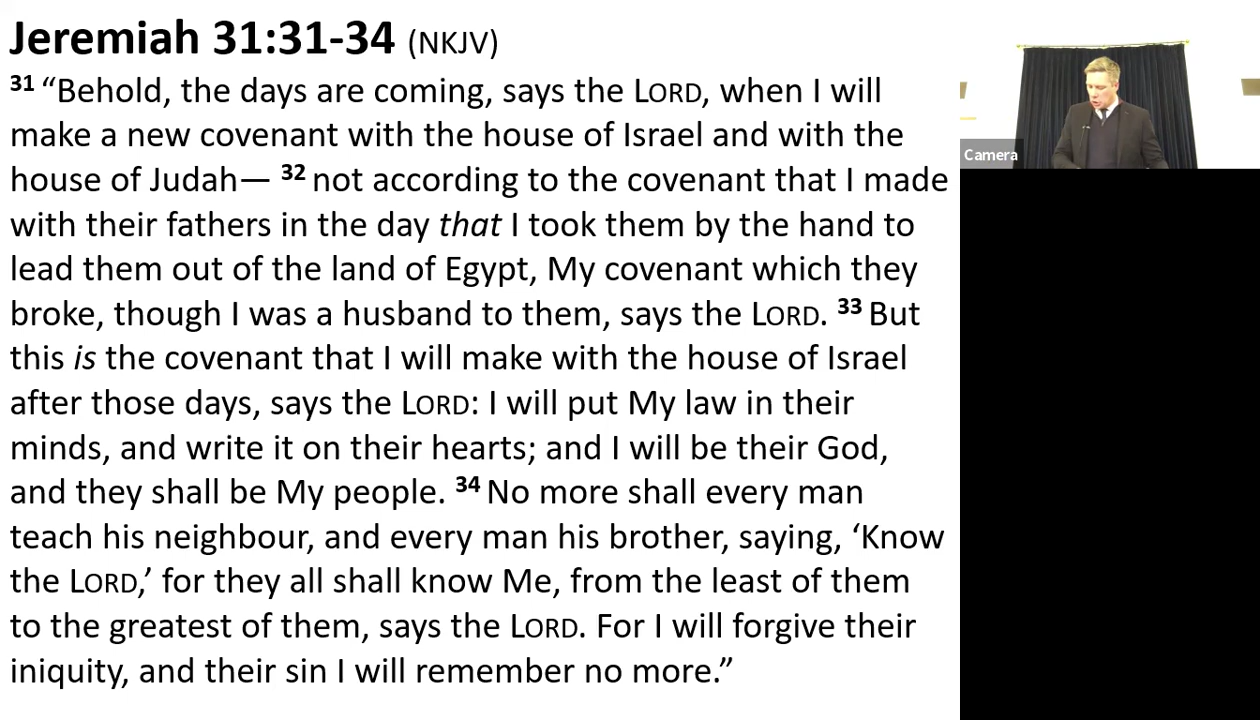 Jeremiah 31:31-34 (NKJV)
31 “Behold, the days are coming, says the LORD, when I will
make a new covenant with the house of Israel and with the
house of Judah— 32 not according to the covenant that I made
with their fathers in the day that I took them by the hand to
lead them out of the land of Egypt, My covenant which they
broke, though I was a husband to them, says the LORD. 33 But
this is the covenant that I will make with the house of Israel
after those days, says the LORD: I will put My law in their
minds, and write it on their hearts; and I will be their God,
and they shall be My people. 34 No more shall every man
teach his neighbour, and every man his brother, saying, ‘Know
the LORD,’ for they all shall know Me, from the least of them
to the greatest of them, says the LORD. For I will forgive their
iniquity, and their sin I will remember no more.”
Camera